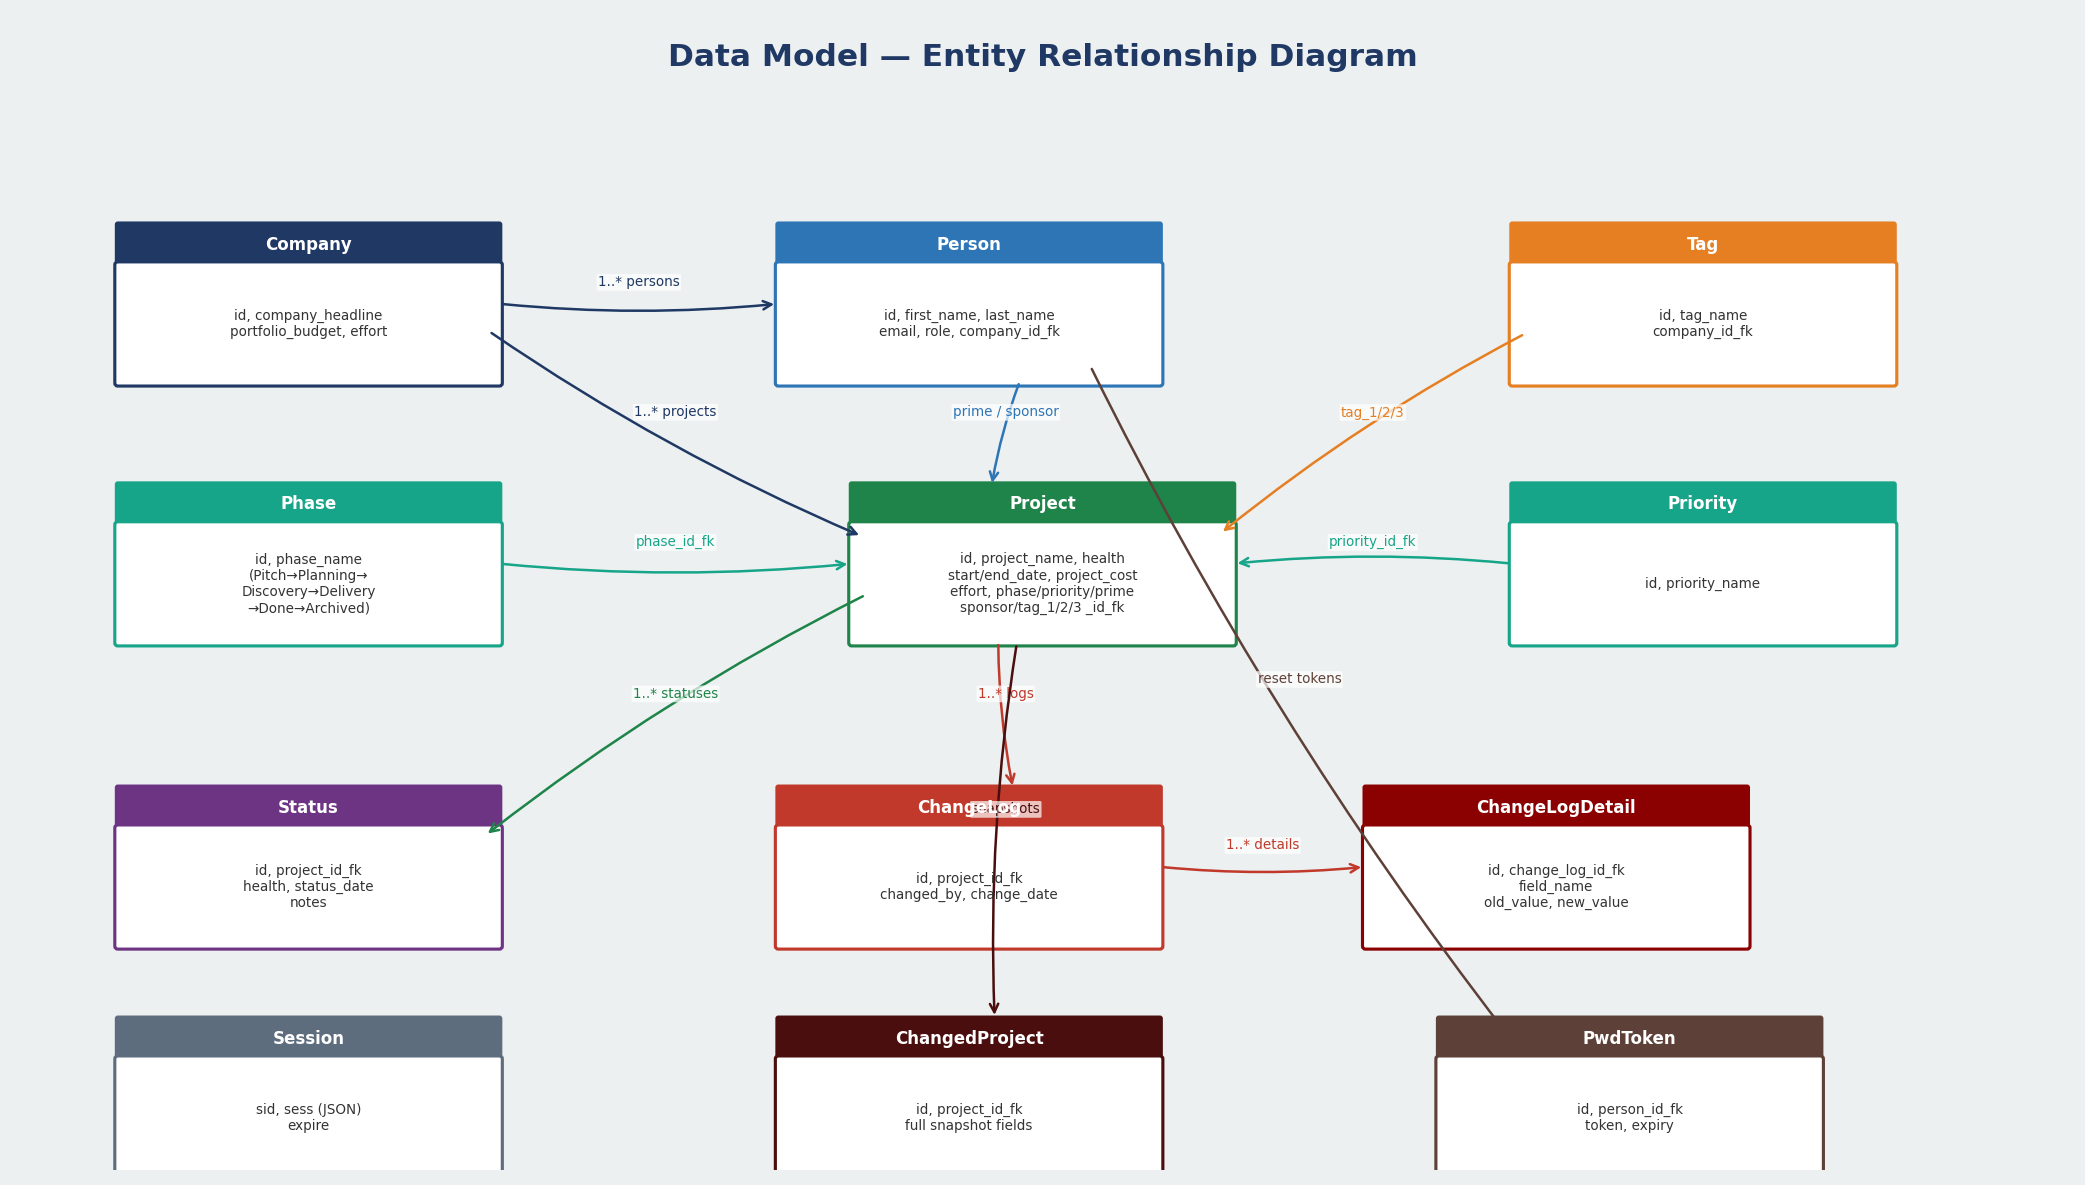 Data Model — Entity Relationship Diagram
Company
id, company_headline
portfolio_budget, effort
1..* persons
Person
id, first_name, last_name
email, role, company_id_fk
Tag
id, tag_name
company_id_fk
1..* projects
prime / sponsor
tag_1/2/3
Phase
id, phase_name
(Pitch→Planning→
Discovery→Delivery
→Done→Archived)
phase_id_fk
Project
id, project_name, health
start/end_date, project_cost
effort, phase/priority/prime
sponsor/tag_1/2/3 _id_fk
priority_id_fk
Priority
id, priority_name
1..* statuses
1..* logs
reset tokens
Status
id, project_id_fk
health, status_date
notes
ChangeLog
id, project_id_fk
changed_by, change_date
1..* details
ChangeLogDetail
id, change_log_id_fk
field_name
old_value, new_value
Session
sid, sess (JSON)
expire
ChangedProject
id, project_id_fk
full snapshot fields
PwdToken
id, person_id_fk
token, expiry